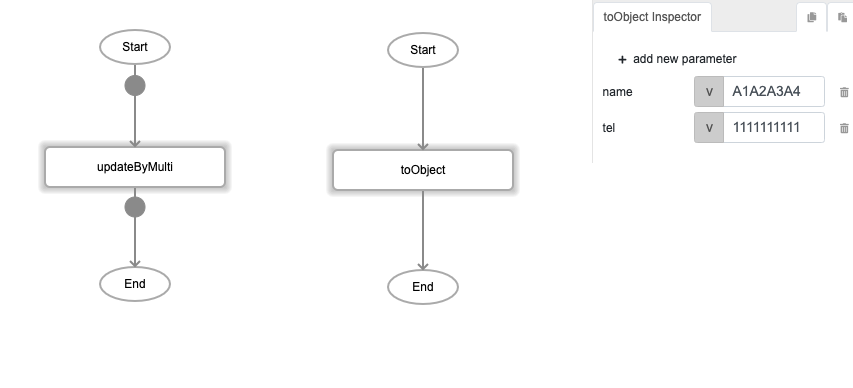 Start
updateByMulti
End
Start
toObject
End
toObject Inspector
+ add new parameter
name V A1A2A3A4
tel V 1111111111